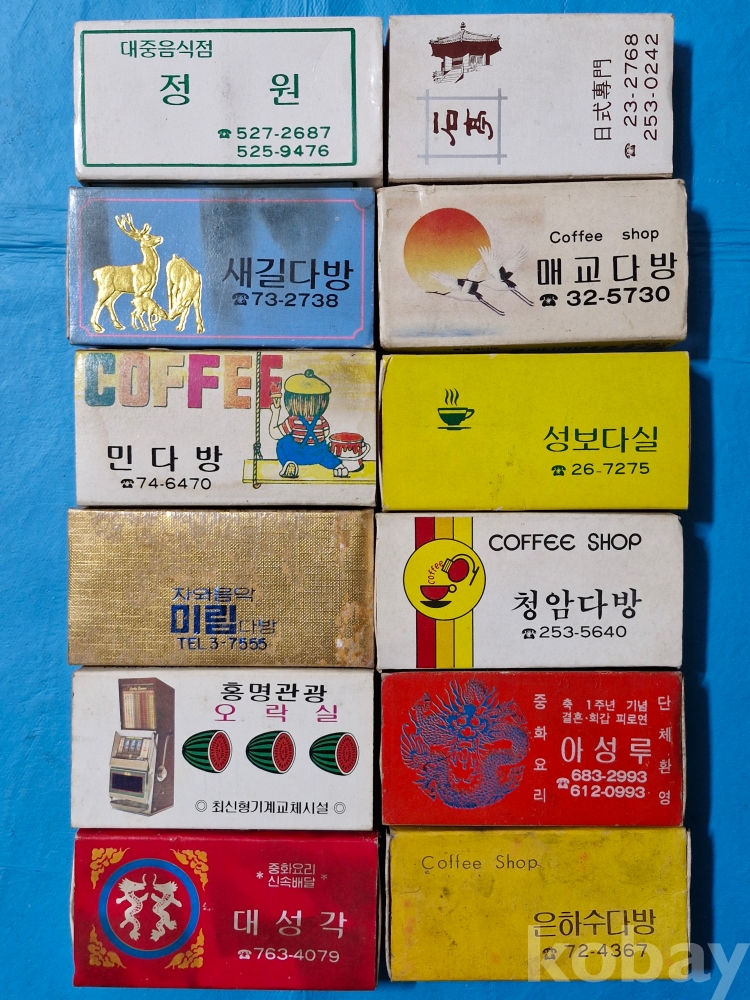 대중음식점
정 원
☎527-2687
525-9476
石亭
日式專門
☎ 23-2768
253-0242
새길다방
☎73-2738
Coffee shop
매교다방
☎ 32-5730
COFFEE
민다방
☎74-6470
성보다실
☎ 26-7275
미림다방
TEL 3-7555
COFFEE SHOP
Coffee
청암다방
☎253-5640
홍명관광
오락실
◎ 최신형기계교체시설 ◎
축 1주년 기념
결혼·회갑 피로연
중화요리
아성루
단체환영
☎683-2993
612-0993
중화요리
* 신속배달 *
대성각
☎763-4079
Coffee Shop
은하수다방
☎ 72-4367
kobay